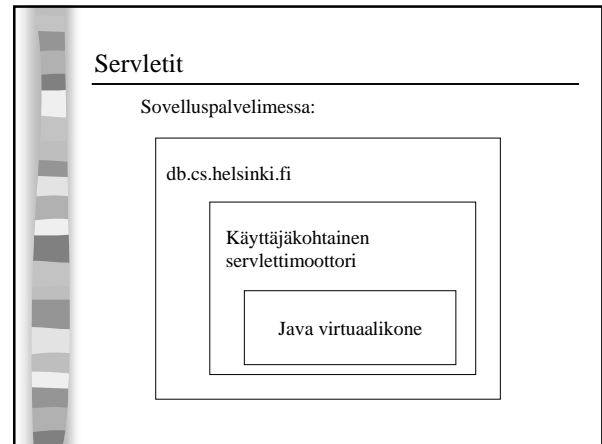 Servletit
Sovelluspalvelimessa:
db.cs.helsinki.fi
Käyttäjäkohtainen
servlettimoottori
Java virtuaalikone